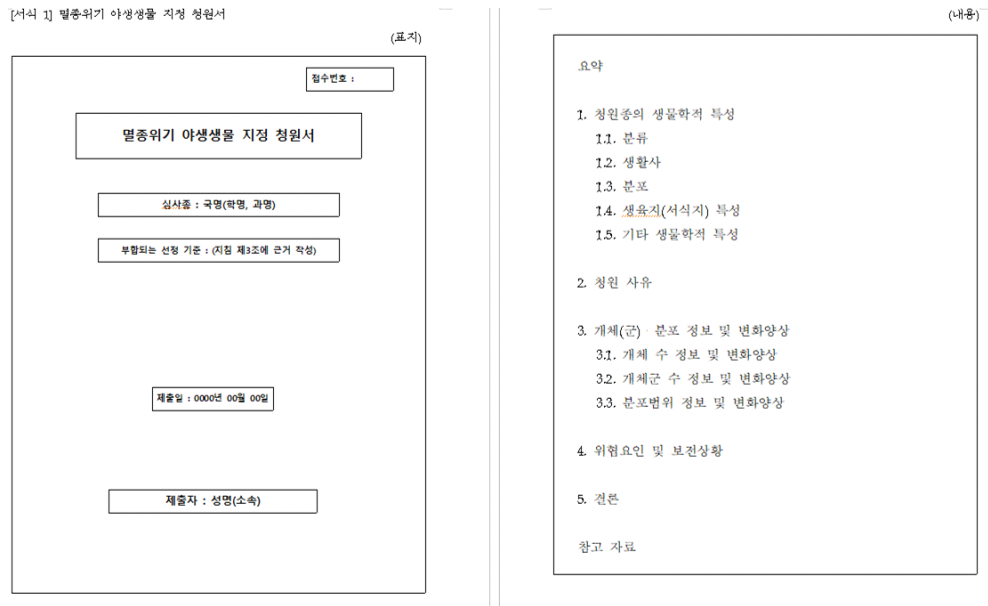 [서식 1] 멸종위기 야생생물 지정 청원서
(표지)
접수번호 :
멸종위기 야생생물 지정 청원서
심사종 : 국명(학명, 과명)
부합되는 선정 기준 : (지침 제3조에 근거 작성)
제출일 : 0000년 00월 00일
제출자 : 성명(소속)
(내용)
요약
1. 청원종의 생물학적 특성
1.1. 분류
1.2. 생활사
1.3. 분포
1.4. 생육지(서식지) 특성
1.5. 기타 생물학적 특성
2. 청원 사유
3. 개체(군)ㆍ분포 정보 및 변화양상
3.1. 개체 수 정보 및 변화양상
3.2. 개체군 수 정보 및 변화양상
3.3. 분포범위 정보 및 변화양상
4. 위협요인 및 보전상황
5. 결론
참고 자료